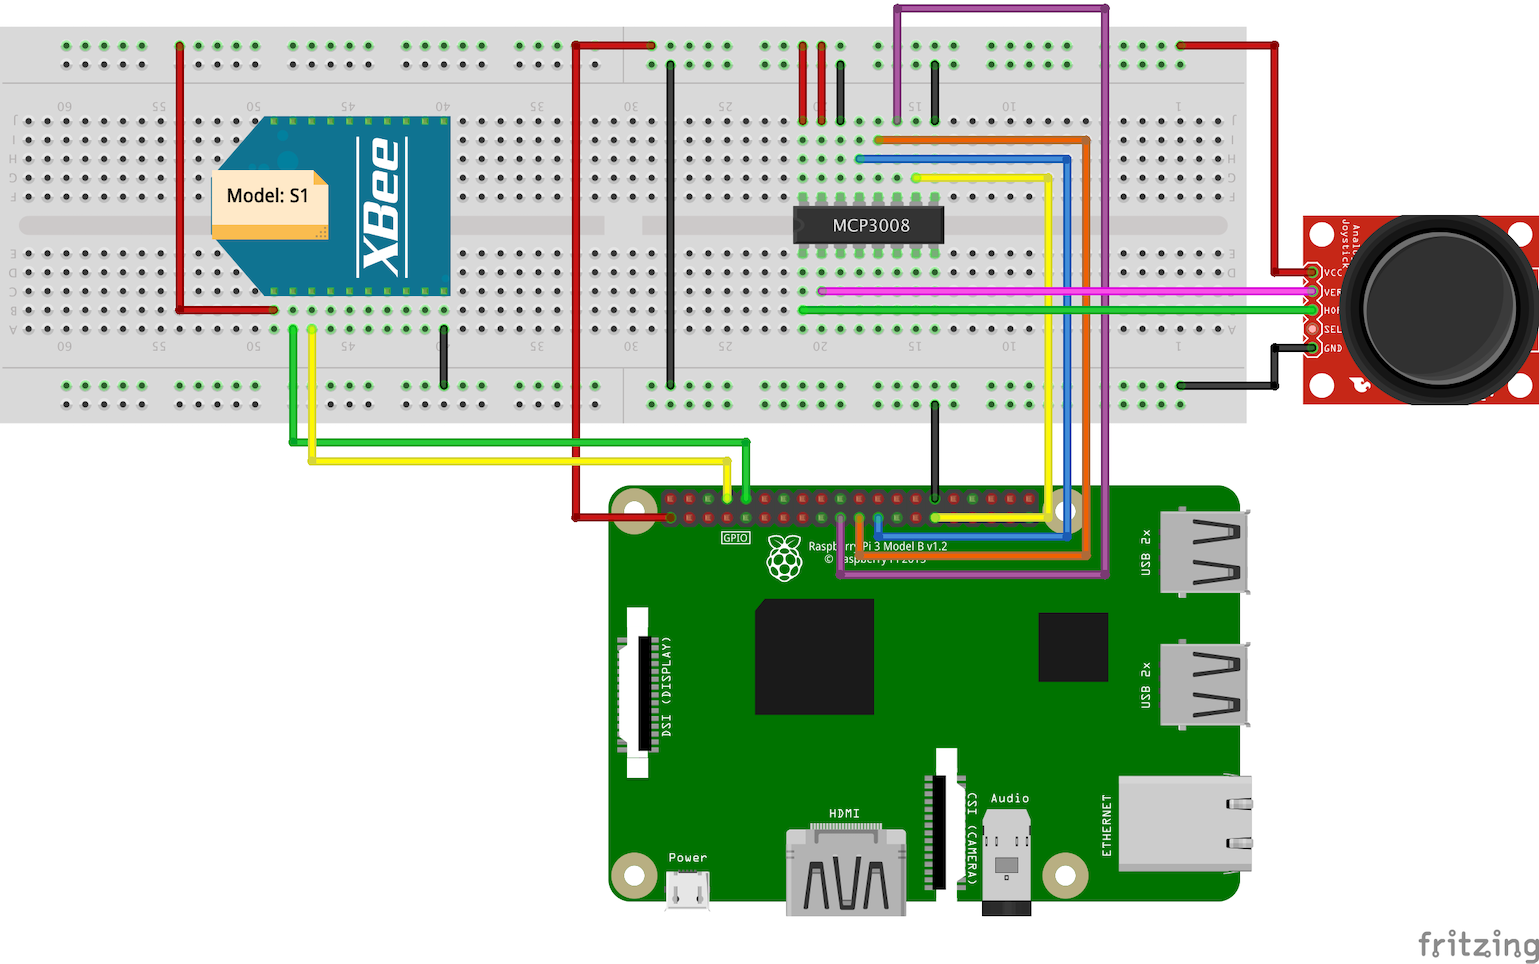 60 55 50 45 40 35 30 25 20 15 10 1
J
I
H
G
F
Model: S1
XBee
MCP3008
E
D
C
B
A
60 55 50 45 40 35 30 25 20 15 10 1
Analog
Joystick
VCC
VER
HOR
SEL
GND
GPIO
Raspberry Pi 3 Model B v1.2
© Raspberry Pi 2015
USB 2x
USB 2x
DSI (DISPLAY)
CSI (CAMERA)
Audio
ETHERNET
HDMI
Power
fritzing